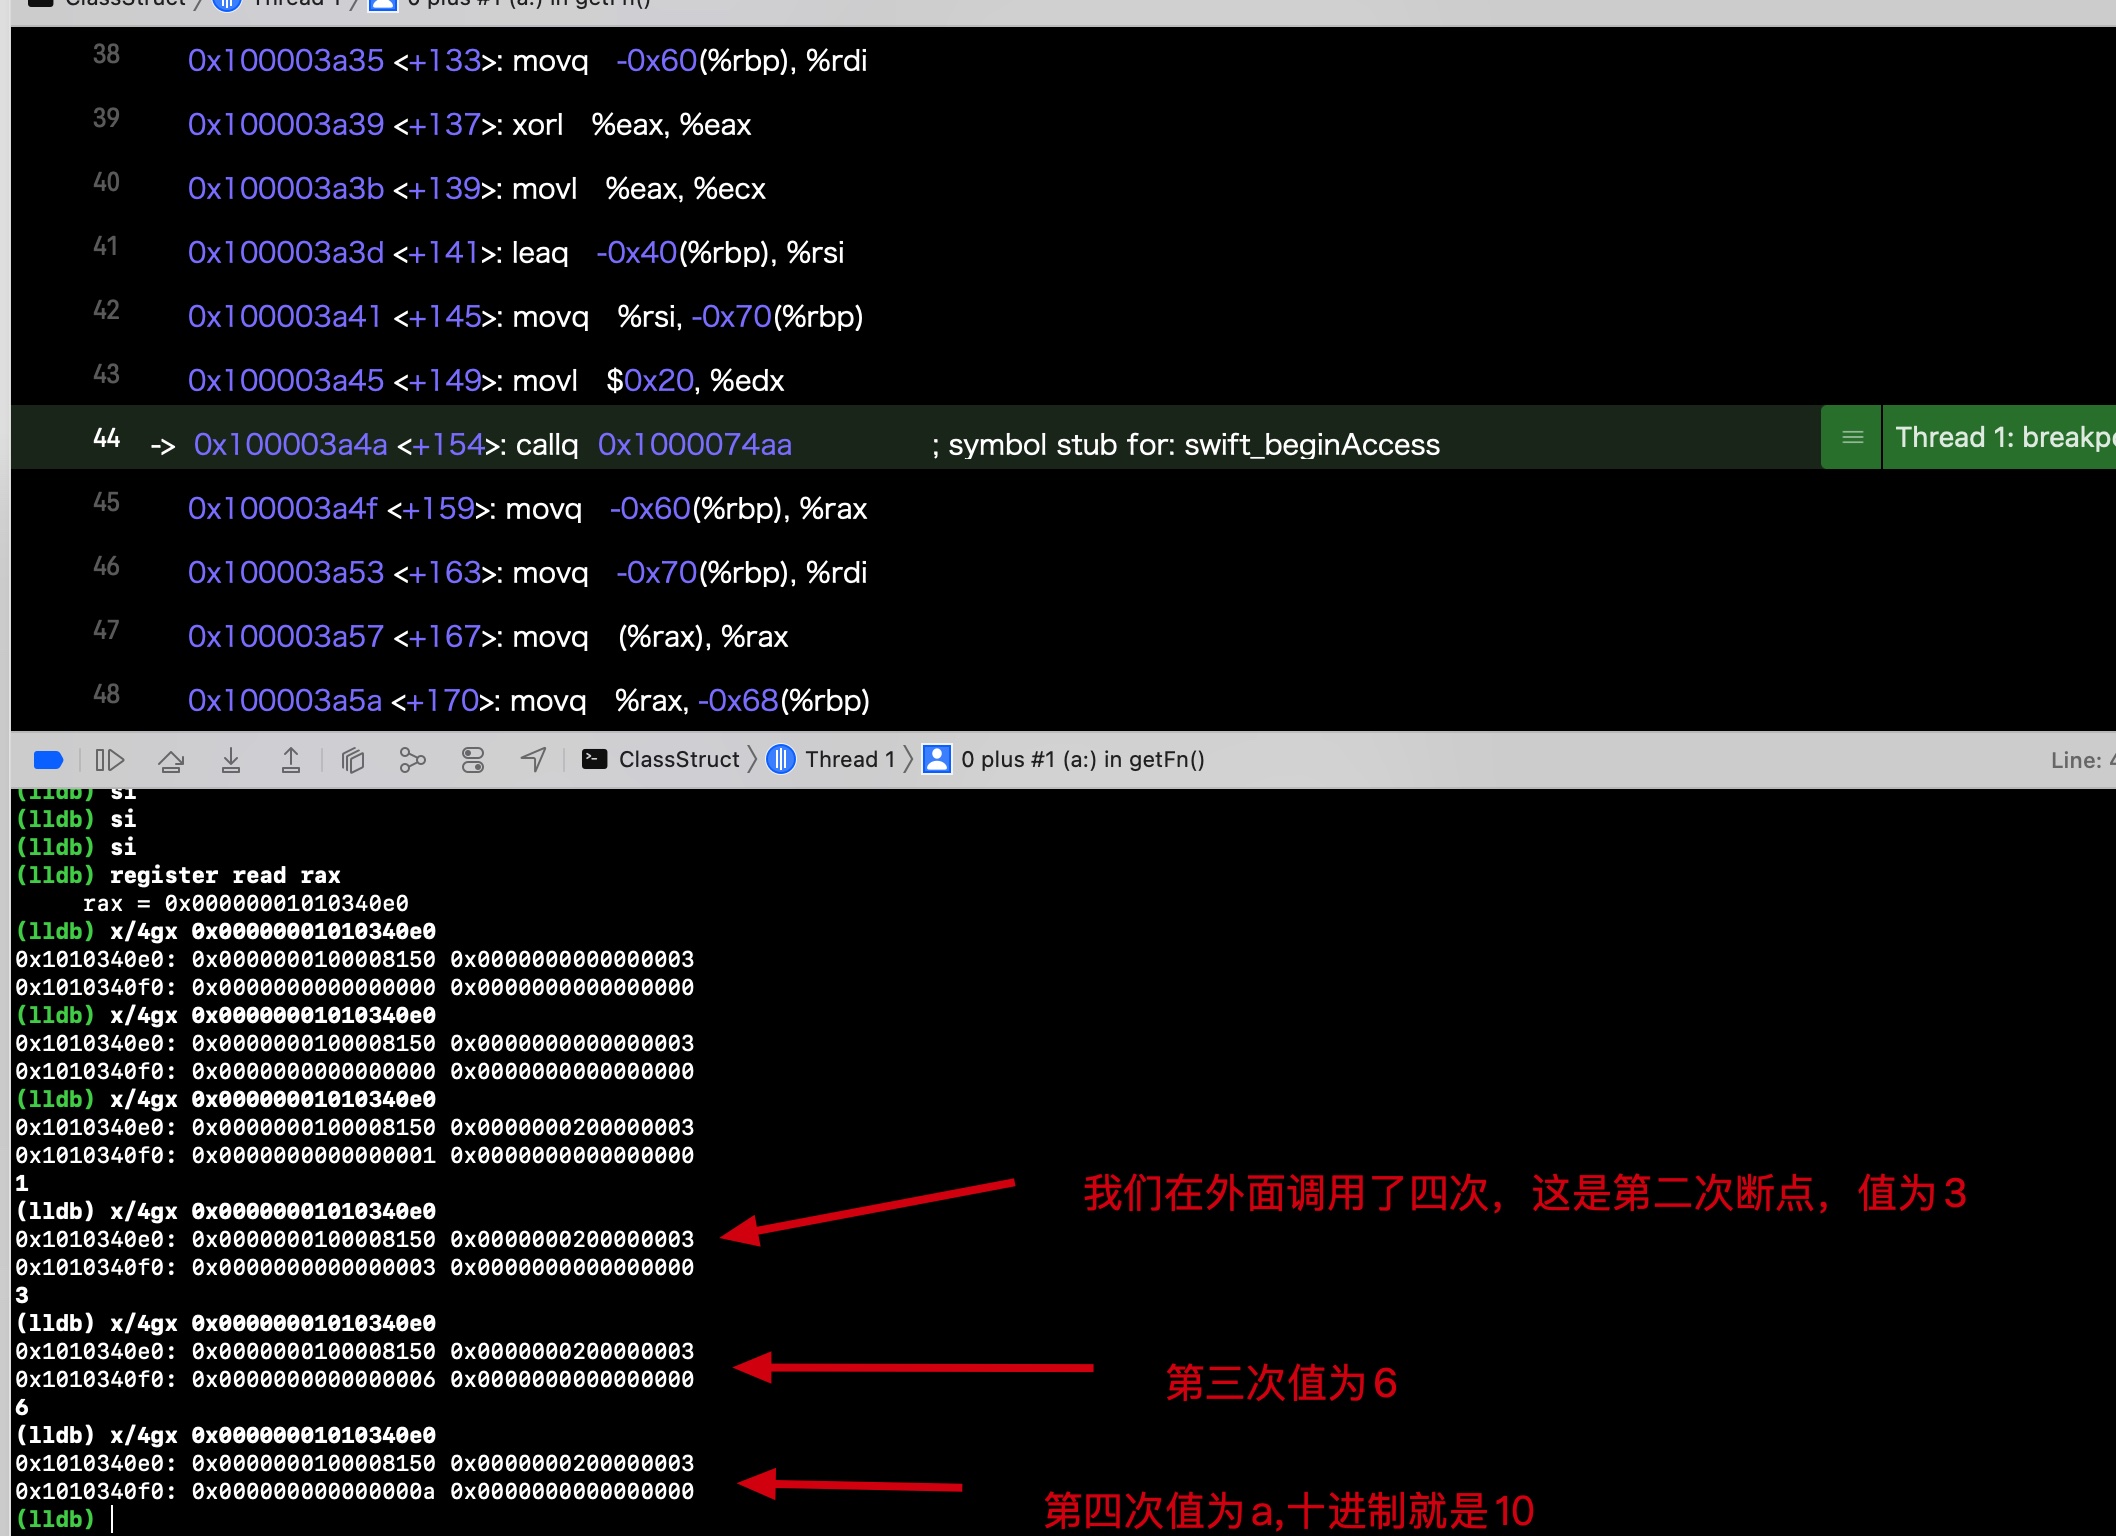 ClassStruct 〉 Thread 1 〉 0 plus #1 (a:) in getFn()
38 0x100003a35 <+133>: movq -0x60(%rbp), %rdi
39 0x100003a39 <+137>: xorl %eax, %eax
40 0x100003a3b <+139>: movl %eax, %ecx
41 0x100003a3d <+141>: leaq -0x40(%rbp), %rsi
42 0x100003a41 <+145>: movq %rsi, -0x70(%rbp)
43 0x100003a45 <+149>: movl $0x20, %edx
44 -> 0x100003a4a <+154>: callq 0x1000074aa ; symbol stub for: swift_beginAccess Thread 1:
45 0x100003a4f <+159>: movq -0x60(%rbp), %rax
46 0x100003a53 <+163>: movq -0x70(%rbp), %rdi
47 0x100003a57 <+167>: movq (%rax), %rax
48 0x100003a5a <+170>: movq %rax, -0x68(%rbp)
ClassStruct 〉 Thread 1 〉 0 plus #1 (a:) in getFn() Line:
(lldb) si
(lldb) si
(lldb) si
(lldb) register read rax
rax = 0x00000001010340e0
(lldb) x/4gx 0x00000001010340e0
0x1010340e0: 0x0000000100008150 0x0000000000000003
0x1010340f0: 0x0000000000000000 0x0000000000000000
(lldb) x/4gx 0x00000001010340e0
0x1010340e0: 0x0000000100008150 0x0000000000000003
0x1010340f0: 0x0000000000000000 0x0000000000000000
(lldb) x/4gx 0x00000001010340e0
0x1010340e0: 0x0000000100008150 0x0000000200000003
0x1010340f0: 0x0000000000000001 0x0000000000000000
1
我们在外面调用了四次，这是第二次断点，值为3
(lldb) x/4gx 0x00000001010340e0
0x1010340e0: 0x0000000100008150 0x0000000200000003
0x1010340f0: 0x0000000000000003 0x0000000000000000
3
(lldb) x/4gx 0x00000001010340e0
0x1010340e0: 0x0000000100008150 0x0000000200000003
0x1010340f0: 0x0000000000000006 0x0000000000000000
第三次值为6
6
(lldb) x/4gx 0x00000001010340e0
0x1010340e0: 0x0000000100008150 0x0000000200000003
0x1010340f0: 0x000000000000000a 0x0000000000000000
第四次值为a,十进制就是10
(lldb)